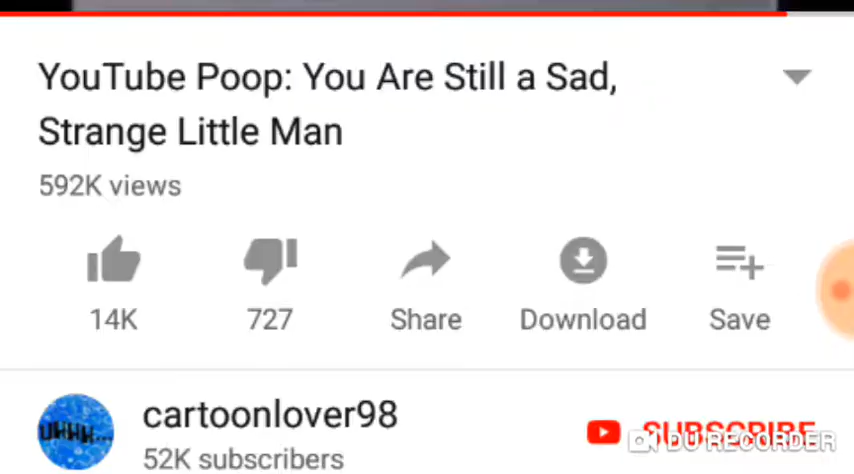 YouTube Poop: You Are Still a Sad,
Strange Little Man
592K views
14K 727 Share Download Save
cartoonlover98
UHHH...
SUBSCRIBE
DU RECORDER
52K subscribers